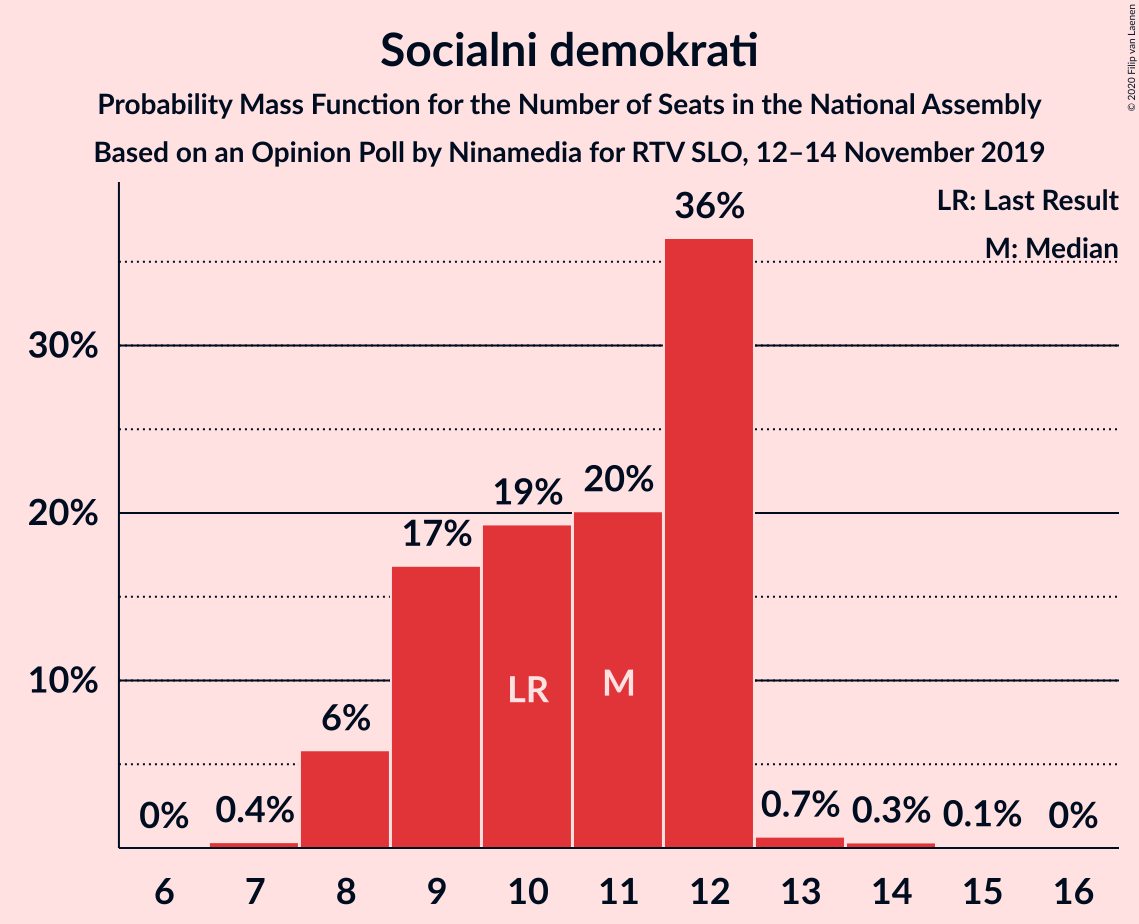 Socialni demokrati
Probability Mass Function for the Number of Seats in the National Assembly
Based on an Opinion Poll by Ninamedia for RTV SLO, 12–14 November 2019
© 2020 Filip van Laenen
LR: Last Result
M: Median
36%
30%
20%
10%
0%
0.4%
6%
17%
19%
20%
0.7%
0.3%
0.1%
0%
LR
M
6 7 8 9 10 11 12 13 14 15 16